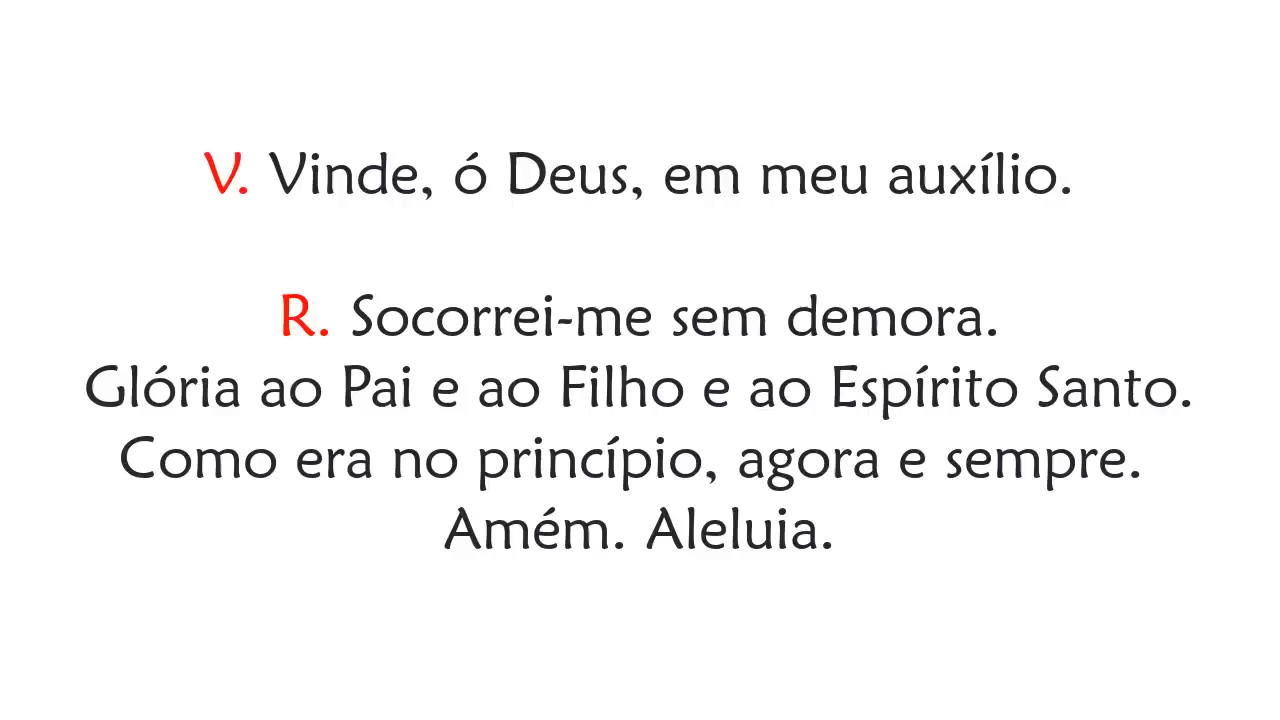 V. Vinde, ó Deus, em meu auxílio.
R. Socorrei-me sem demora.
Glória ao Pai e ao Filho e ao Espírito Santo.
Como era no princípio, agora e sempre.
Amém. Aleluia.